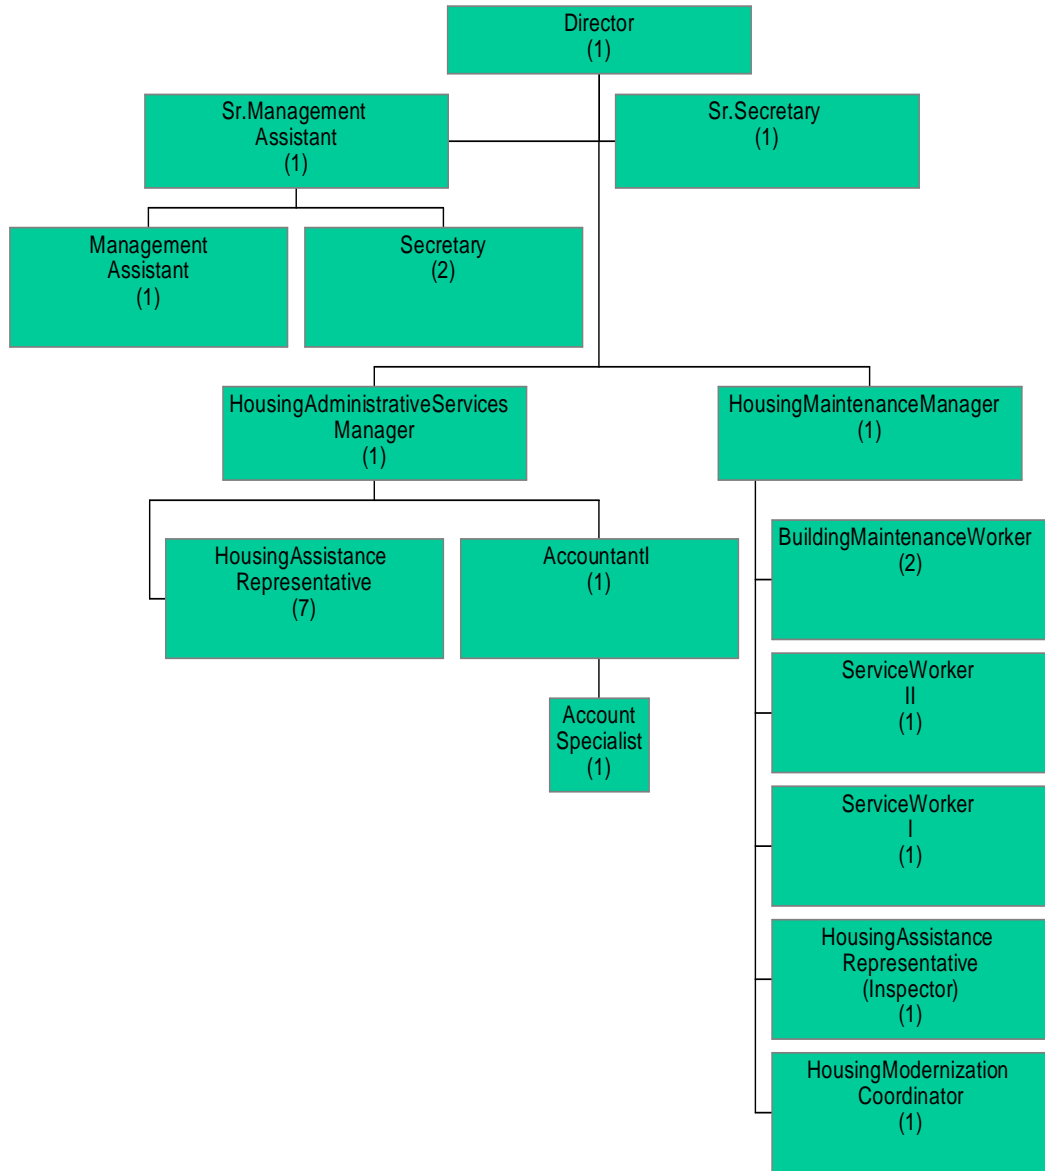 Director
(1)
Sr.Management
Assistant
(1)
Sr.Secretary
(1)
Management
Assistant
(1)
Secretary
(2)
HousingAdministrativeServices
Manager
(1)
HousingMaintenanceManager
(1)
HousingAssistance
Representative
(7)
AccountantI
(1)
Account
Specialist
(1)
BuildingMaintenanceWorker
(2)
ServiceWorker
II
(1)
ServiceWorker
I
(1)
HousingAssistance
Representative
(Inspector)
(1)
HousingModernization
Coordinator
(1)